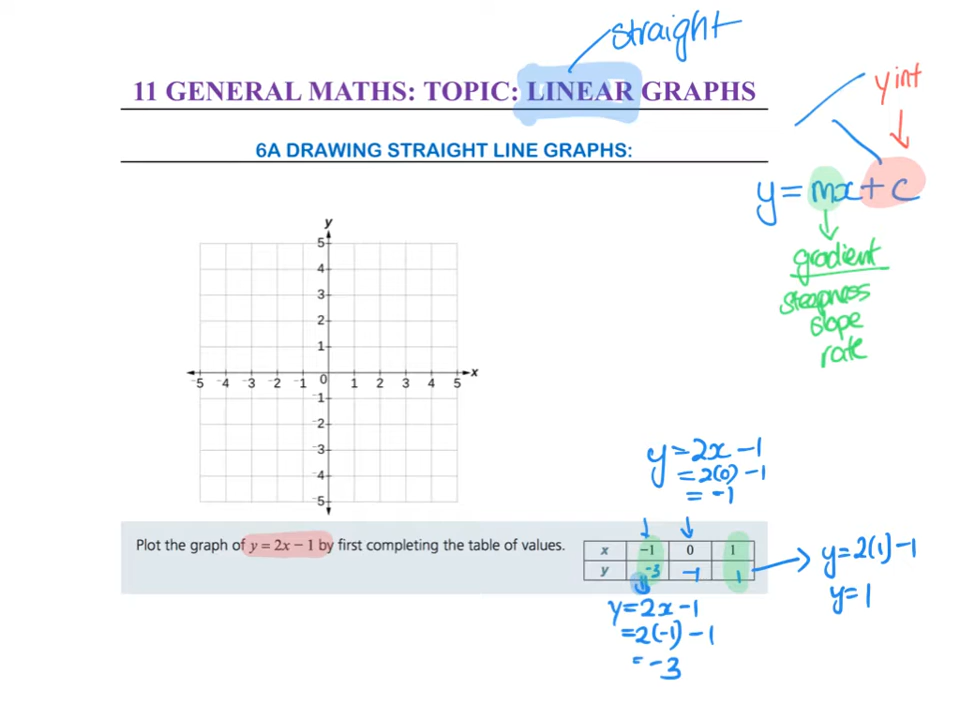 straight
11 GENERAL MATHS: TOPIC: LINEAR GRAPHS
y int
6A DRAWING STRAIGHT LINE GRAPHS:
y = mx + c
gradient
steepness
slope
rate
y
5
4
3
2
1
-5 -4 -3 -2 -1 0 1 2 3 4 5 x
-1
-2
-3
-4
-5
y = 2x - 1
= 2(0) - 1
= -1
Plot the graph of y = 2x − 1 by first completing the table of values.
x −1 0 1
y -3 -1 1
y = 2(1) - 1
y = 1
y = 2x - 1
= 2(-1) - 1
= -3